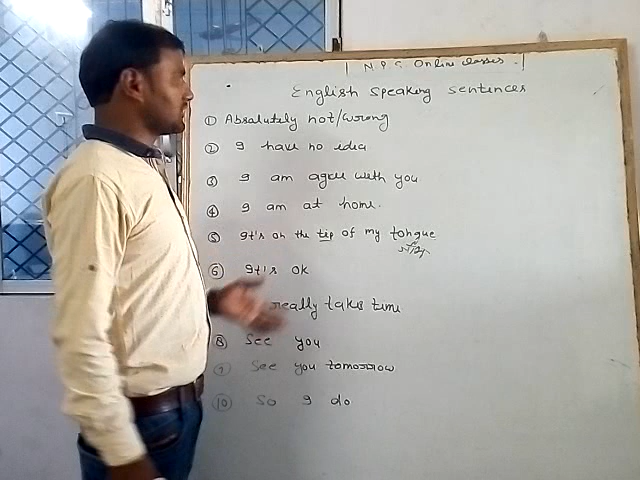 N.P.C. Online classes.
English Speaking sentences
① Absalutely not/wrong
② I have no idea
③ I am agree with you
④ I am at home.
⑤ It's on the tip of my tongue
⑥ It's ok
really takes time
⑧ See you
⑨ See you tomorrow
⑩ So I do